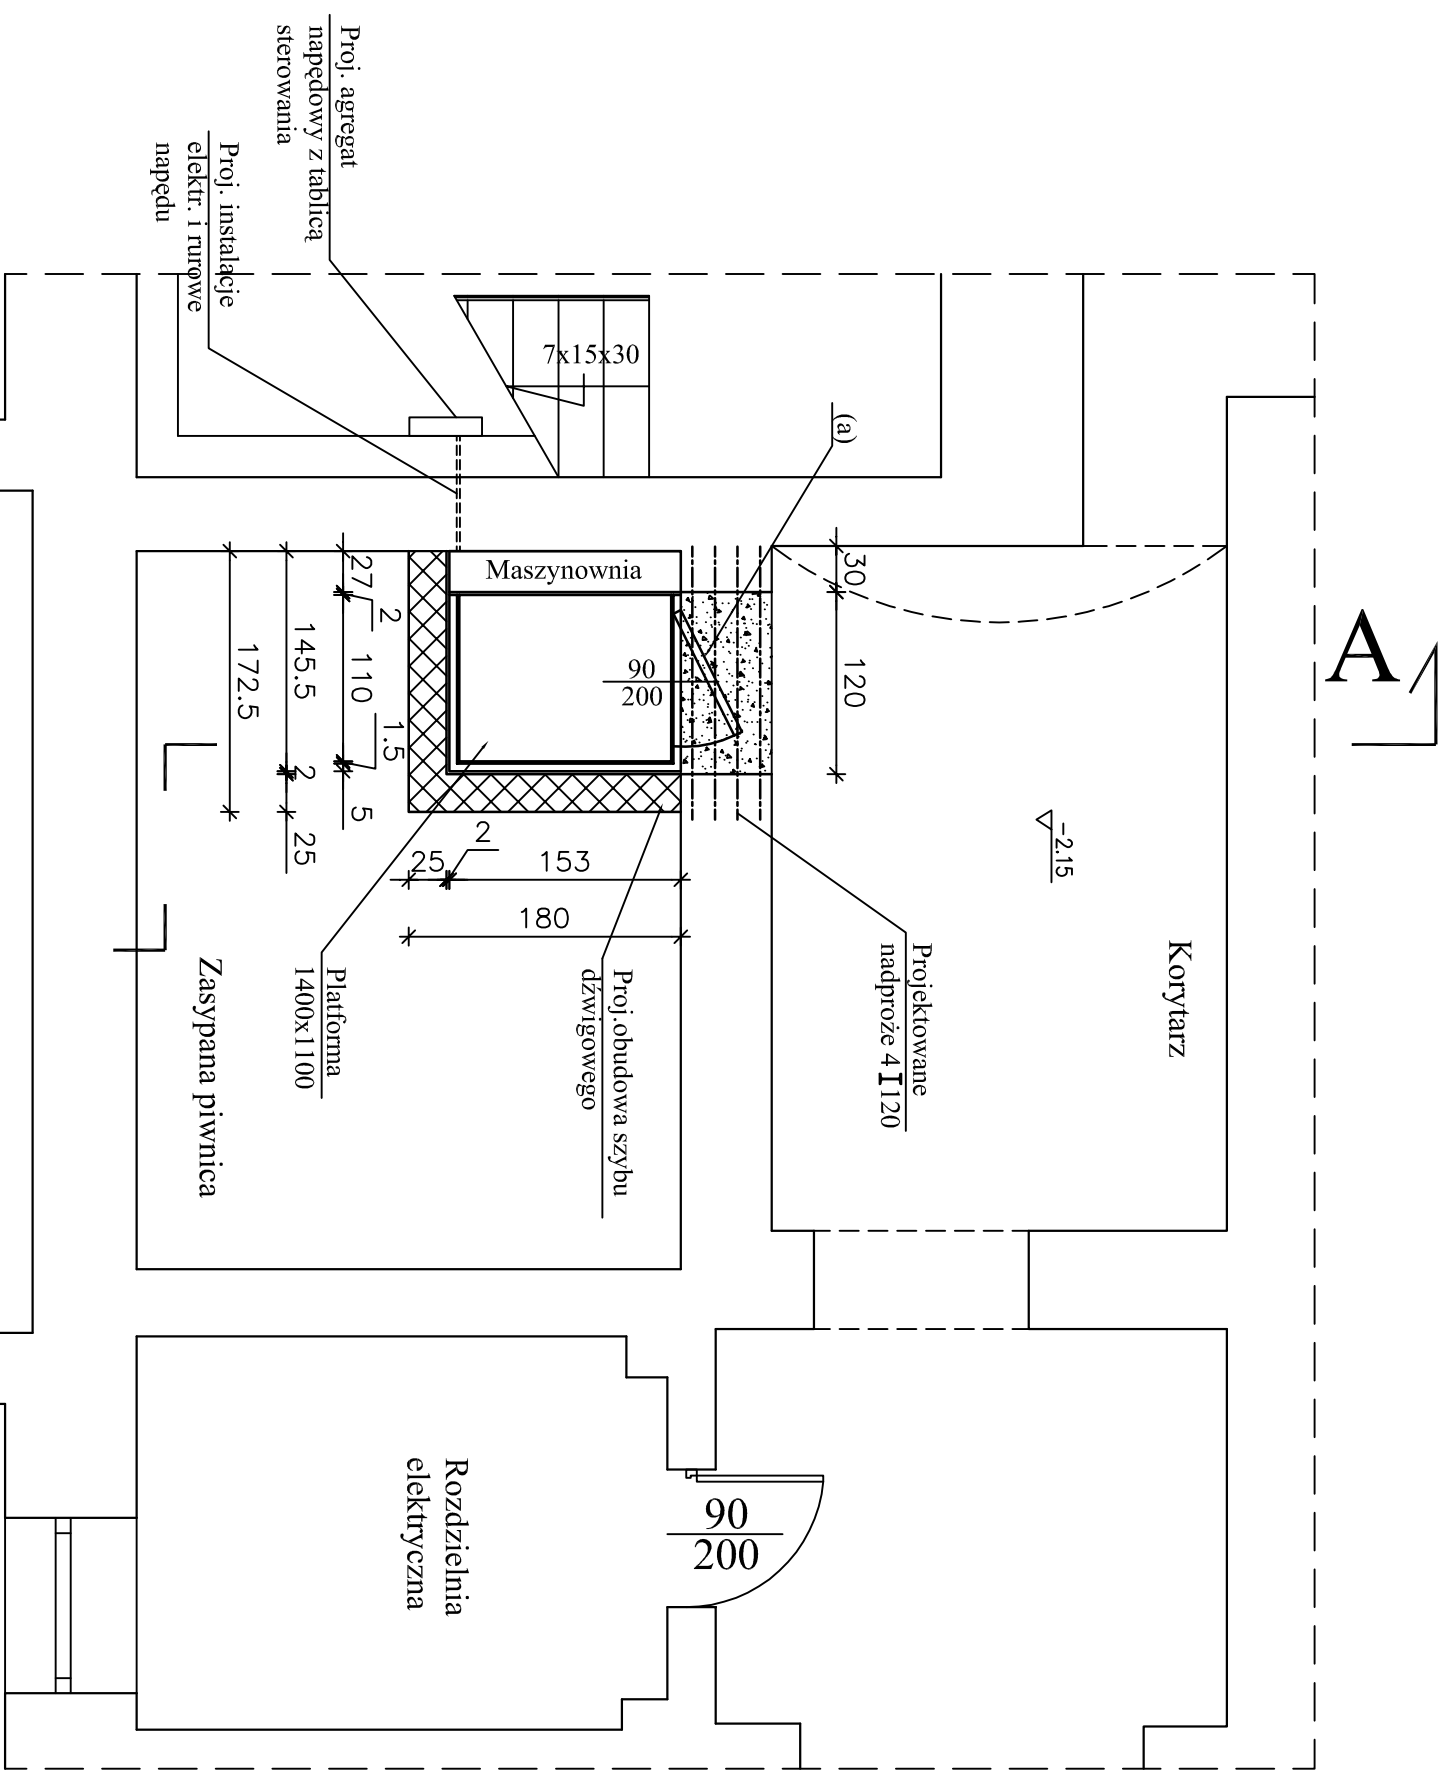 Proj. agregat
napędowy z tablicą
sterowania
Proj. instalacje
elektr. i rurowe
napędu
7x15x30
(a)
Maszynownia
90
200
30
120
A
-2.15
27
2
110
1.5
5
145.5
2
25
172.5
25
2
153
180
Korytarz
Projektowane
nadproże 4 I 120
Proj.obudowa szybu
dźwigowego
Platforma
1400x1100
Zasypana piwnica
Rozdzielnia
elektryczna
90
200